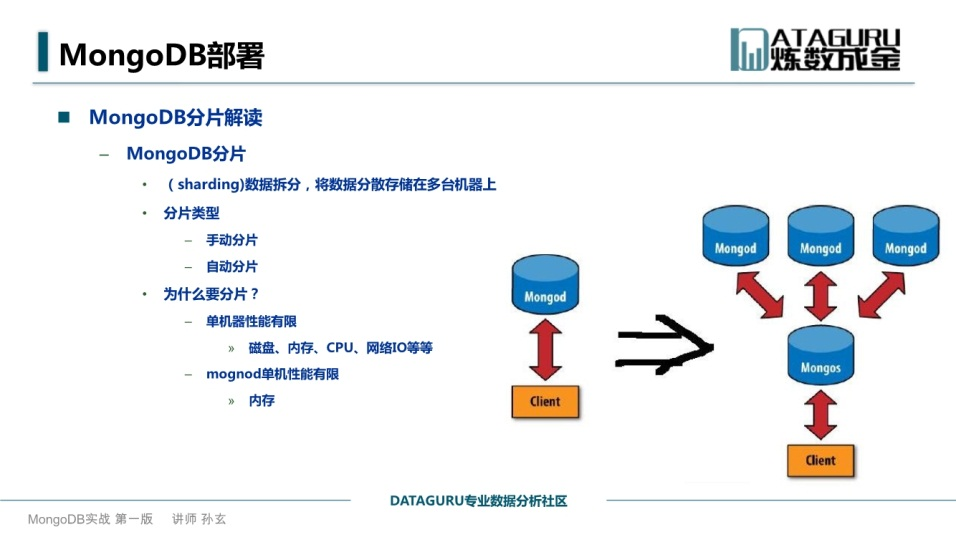 MongoDB部署
DATAGURU
炼数成金
MongoDB分片解读
– MongoDB分片
• （sharding)数据拆分，将数据分散存储在多台机器上
• 分片类型
– 手动分片
– 自动分片
• 为什么要分片？
– 单机器性能有限
» 磁盘、内存、CPU、网络IO等等
– mognod单机性能有限
» 内存
Mongod
Client
Mongod
Mongod
Mongod
Mongos
Client
DATAGURU专业数据分析社区
MongoDB实战 第一版 讲师 孙玄